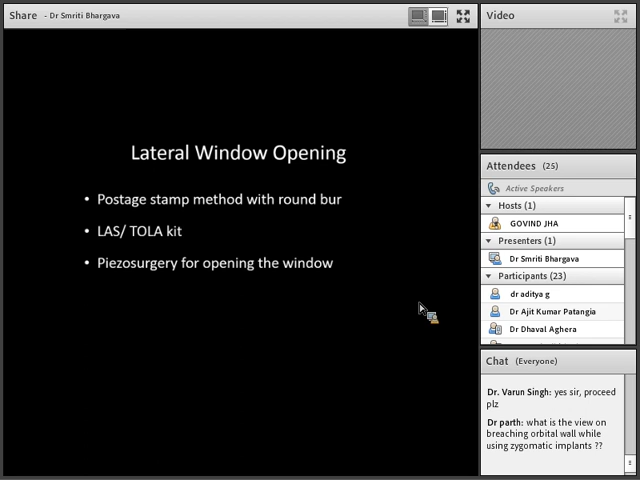 Share - Dr Smriti Bhargava
Lateral Window Opening
• Postage stamp method with round bur
• LAS/ TOLA kit
• Piezosurgery for opening the window
Video
Attendees (25)
Active Speakers
Hosts (1)
GOVIND JHA
Presenters (1)
Dr Smriti Bhargava
Participants (23)
dr aditya g
Dr Ajit Kumar Patangia
Dr Dhaval Aghera
Chat (Everyone)
Dr. Varun Singh: yes sir, proceed
plz
Dr parth: what is the view on
breaching orbital wall while
using zygomatic implants ??